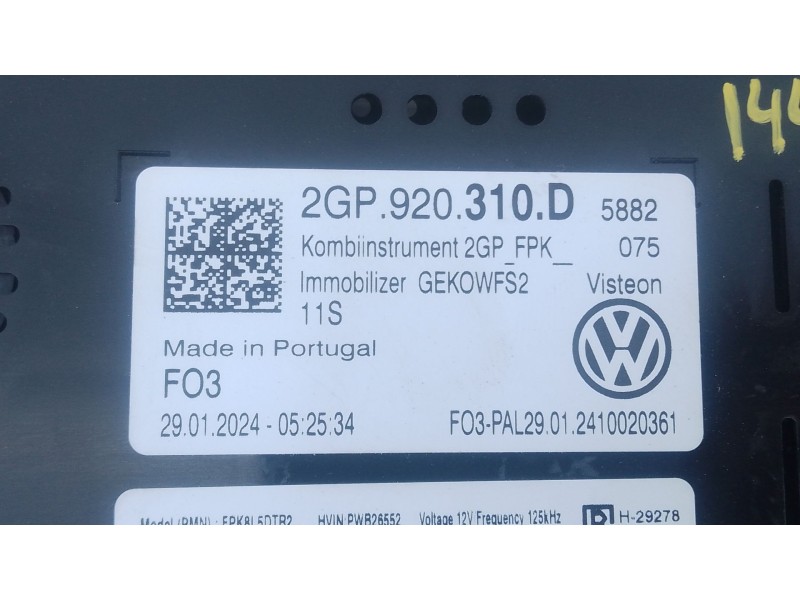 144
2GP.920.310.D 5882
Kombiinstrument 2GP_FPK__ 075
Immobilizer GEKOWFS2 Visteon
11S
Made in Portugal
FO3
29.01.2024 - 05:25:34 FO3-PAL29.01.2410020361
Model (PMN) : FPK8L5DTR2 HVIN:PWB26552 Voltage 12V Frequency 125kHz H-29278